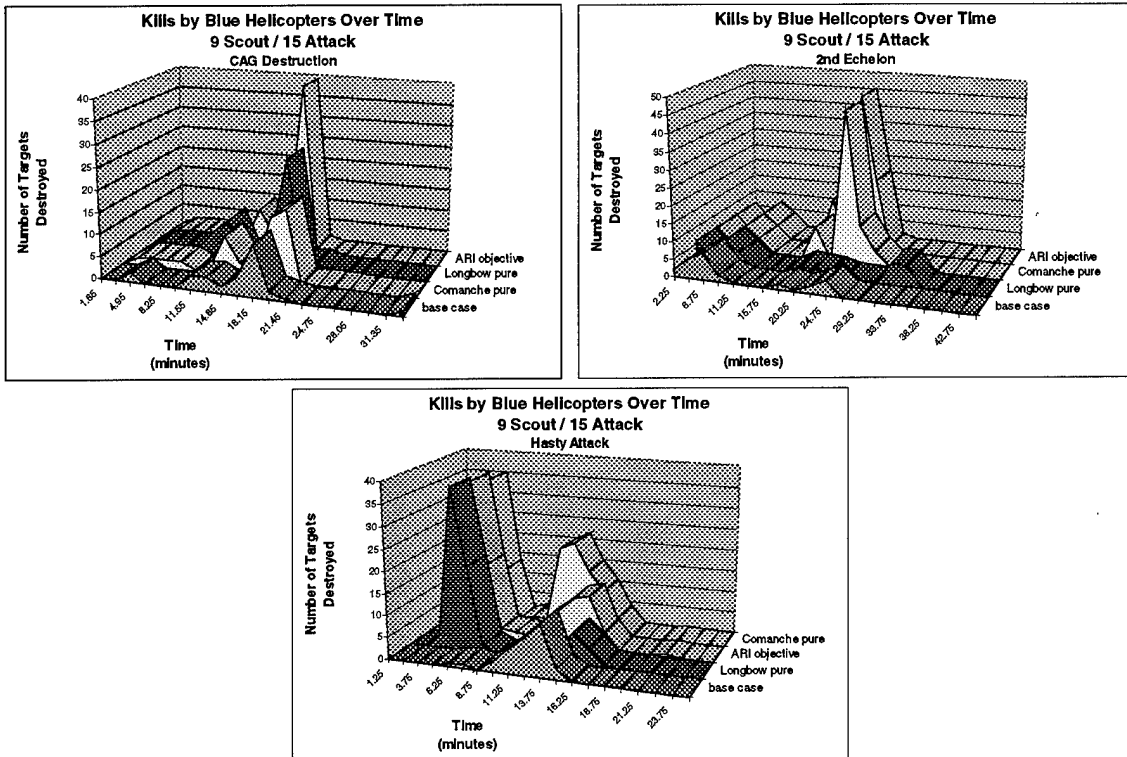 Kills by Blue Helicopters Over Time
9 Scout / 15 Attack
CAG Destruction
Number of Targets
Destroyed
40
35
30
25
20
15
10
5
0
1.65
4.95
8.25
11.55
14.85
18.15
21.45
24.75
28.05
31.35
Time
(minutes)
ARI objective
Longbow pure
Comanche pure
base case
Kills by Blue Helicopters Over Time
9 Scout / 15 Attack
2nd Echelon
Number of Targets
Destroyed
50
45
40
35
30
25
20
15
10
5
0
2.25
6.75
11.25
15.75
20.25
24.75
29.25
33.75
38.25
42.75
Time
(minutes)
ARI objective
Comanche pure
Longbow pure
base case
Kills by Blue Helicopters Over Time
9 Scout / 15 Attack
Hasty Attack
Number of Targets
Destroyed
40
35
30
25
20
15
10
5
0
1.25
3.75
6.25
8.75
11.25
13.75
16.25
18.75
21.25
23.75
Time
(minutes)
Comanche pure
ARI objective
Longbow pure
base case